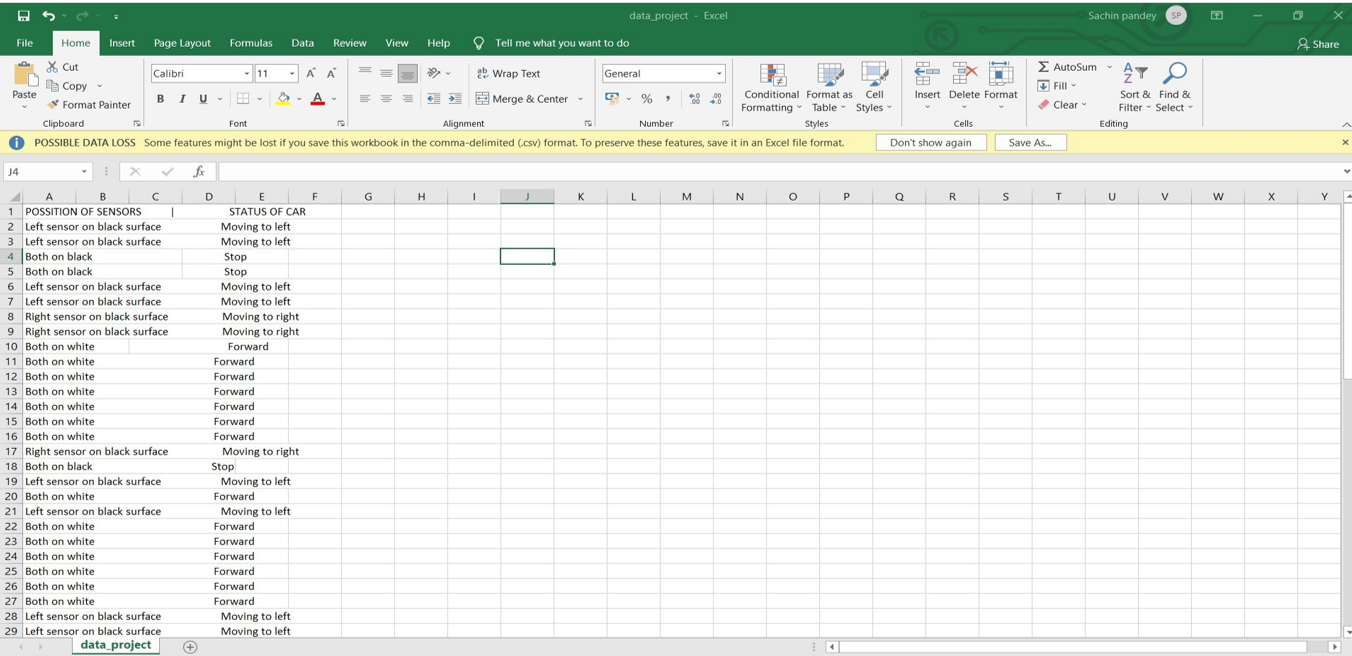 data_project - Excel
Sachin pandey SP
File Home Insert Page Layout Formulas Data Review View Help Tell me what you want to do Share
Paste
Cut
Copy
Format Painter
Clipboard
Calibri 11
B I U
Font
Wrap Text
Merge & Center
Alignment
General
Number
Conditional Formatting
Format as Table
Cell Styles
Styles
Insert Delete Format
Cells
AutoSum
Fill
Clear
Sort & Filter
Find & Select
Editing
POSSIBLE DATA LOSS Some features might be lost if you save this workbook in the comma-delimited (.csv) format. To preserve these features, save it in an Excel file format. Don't show again Save As...
J4 fx
A B C D E F G H I J K L M N O P Q R S T U V W X Y
1 POSSITION OF SENSORS | STATUS OF CAR
2 Left sensor on black surface Moving to left
3 Left sensor on black surface Moving to left
4 Both on black Stop
5 Both on black Stop
6 Left sensor on black surface Moving to left
7 Left sensor on black surface Moving to left
8 Right sensor on black surface Moving to right
9 Right sensor on black surface Moving to right
10 Both on white Forward
11 Both on white Forward
12 Both on white Forward
13 Both on white Forward
14 Both on white Forward
15 Both on white Forward
16 Both on white Forward
17 Right sensor on black surface Moving to right
18 Both on black Stop
19 Left sensor on black surface Moving to left
20 Both on white Forward
21 Left sensor on black surface Moving to left
22 Both on white Forward
23 Both on white Forward
24 Both on white Forward
25 Both on white Forward
26 Both on white Forward
27 Both on white Forward
28 Left sensor on black surface Moving to left
29 Left sensor on black surface Moving to left
data_project